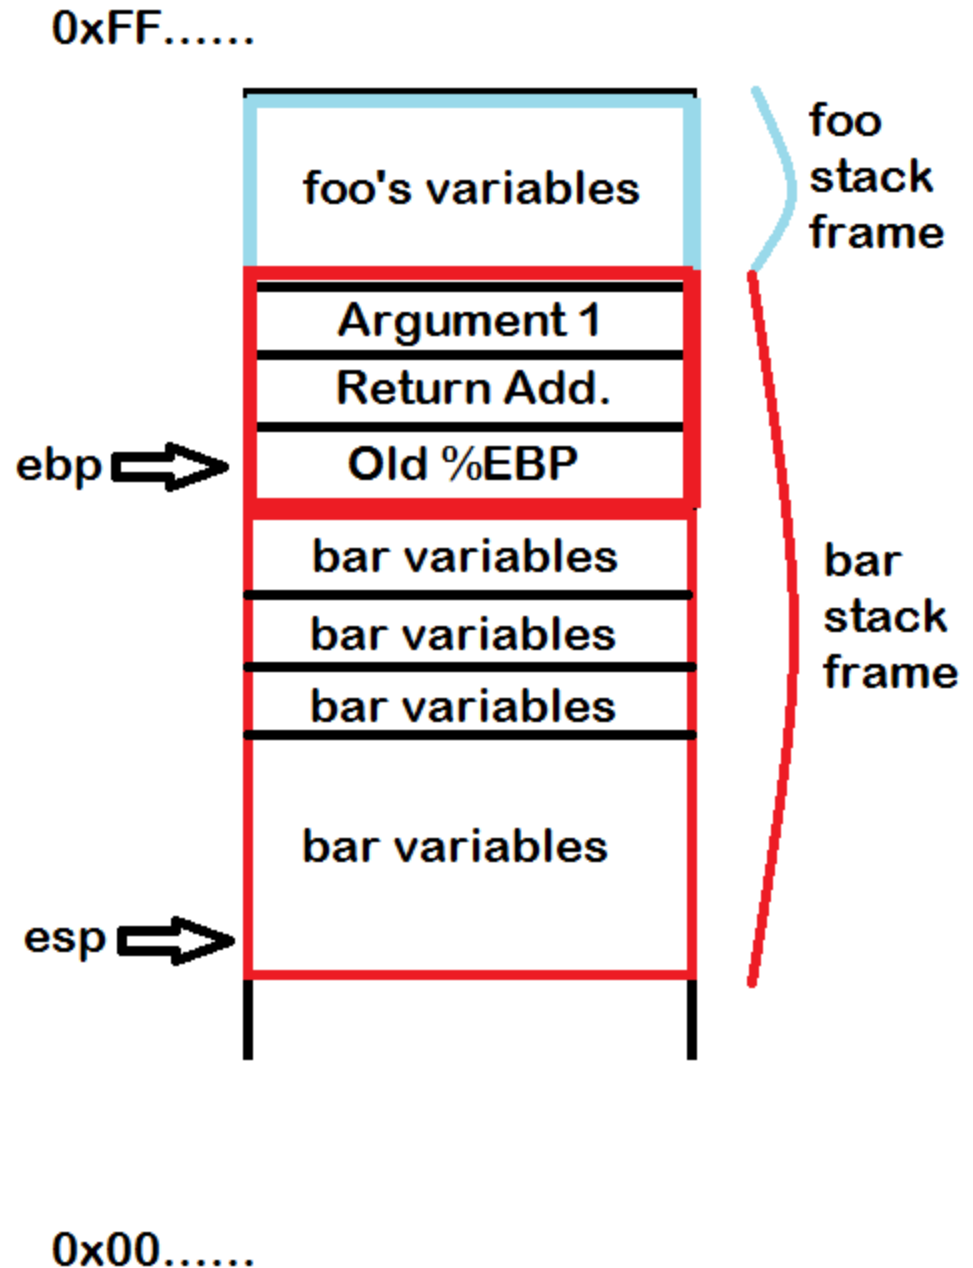 0xFF......
foo
stack
frame
foo's variables
Argument 1
Return Add.
ebp
Old %EBP
bar variables
bar
stack
frame
bar variables
bar variables
bar variables
esp
0x00......